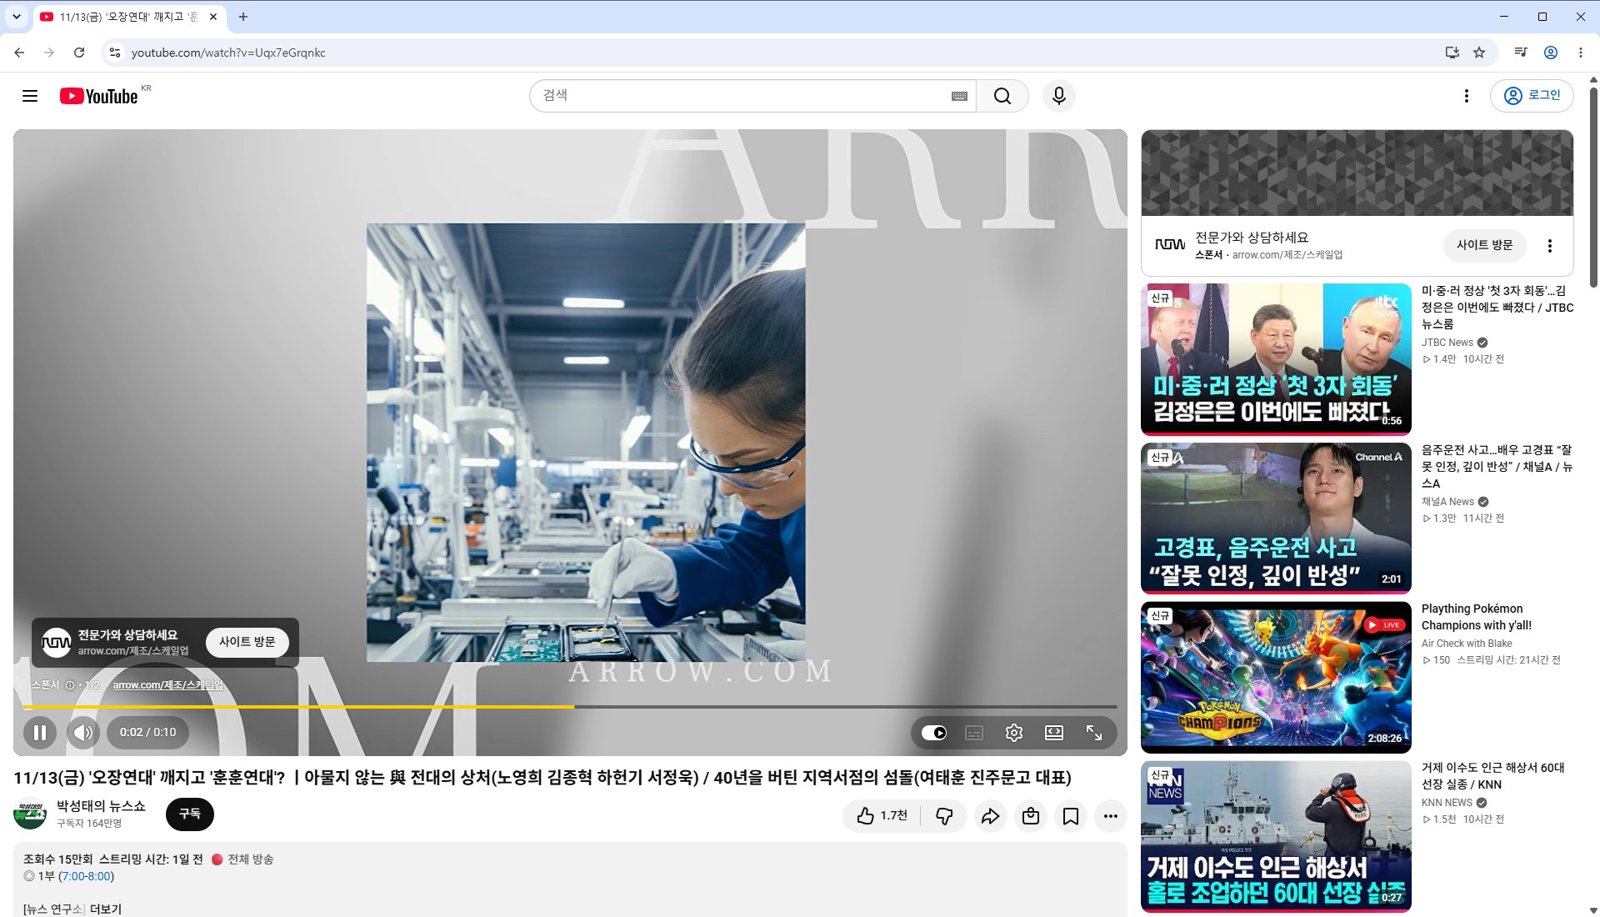 11/13(금) '오장연대' 깨지고 '훈
youtube.com/watch?v=Uqx7eGrqnkc
YouTube KR
검색
로그인
ARR
ARROW.COM
OM
전문가와 상담하세요
arrow.com/제조/스케일업
사이트 방문
스폰서 · 1/2 arrow.com/제조/스케일업
0:02 / 0:10
11/13(금) '오장연대' 깨지고 '훈훈연대'? ㅣ아물지 않는 與 전대의 상처(노영희 김종혁 하헌기 서정욱) / 40년을 버틴 지역서점의 섬돌(여태훈 진주문고 대표)
박성태의 뉴스쇼
구독자 164만명
구독
1.7천
조회수 15만회 스트리밍 시간: 1일 전 전체 방송
◎ 1부 (7:00-8:00)
[뉴스 연구소] 더보기
전문가와 상담하세요
스폰서 · arrow.com/제조/스케일업
사이트 방문
신규
jtbc news
미·중·러 정상 '첫 3자 회동'
김정은은 이번에도 빠졌다
0:56
미·중·러 정상 '첫 3자 회동'...김
정은은 이번에도 빠졌다 / JTBC
뉴스룸
JTBC News
1.4만 10시간 전
신규
Channel A
고경표, 음주운전 사고
“잘못 인정, 깊이 반성”
2:01
음주운전 사고...배우 고경표 “잘
못 인정, 깊이 반성” / 채널A / 뉴
스A
채널A News
1.3만 11시간 전
신규
LIVE
POKÉMON
CHAMPIONS
2:08:26
Plaything Pokémon
Champions with y'all!
Air Check with Blake
150 스트리밍 시간: 21시간 전
신규
KNN
NEWS
거제 이수도 인근 해상서
홀로 조업하던 60대 선장 실종
0:27
거제 이수도 인근 해상서 60대
선장 실종 / KNN
KNN NEWS
1.5천 10시간 전